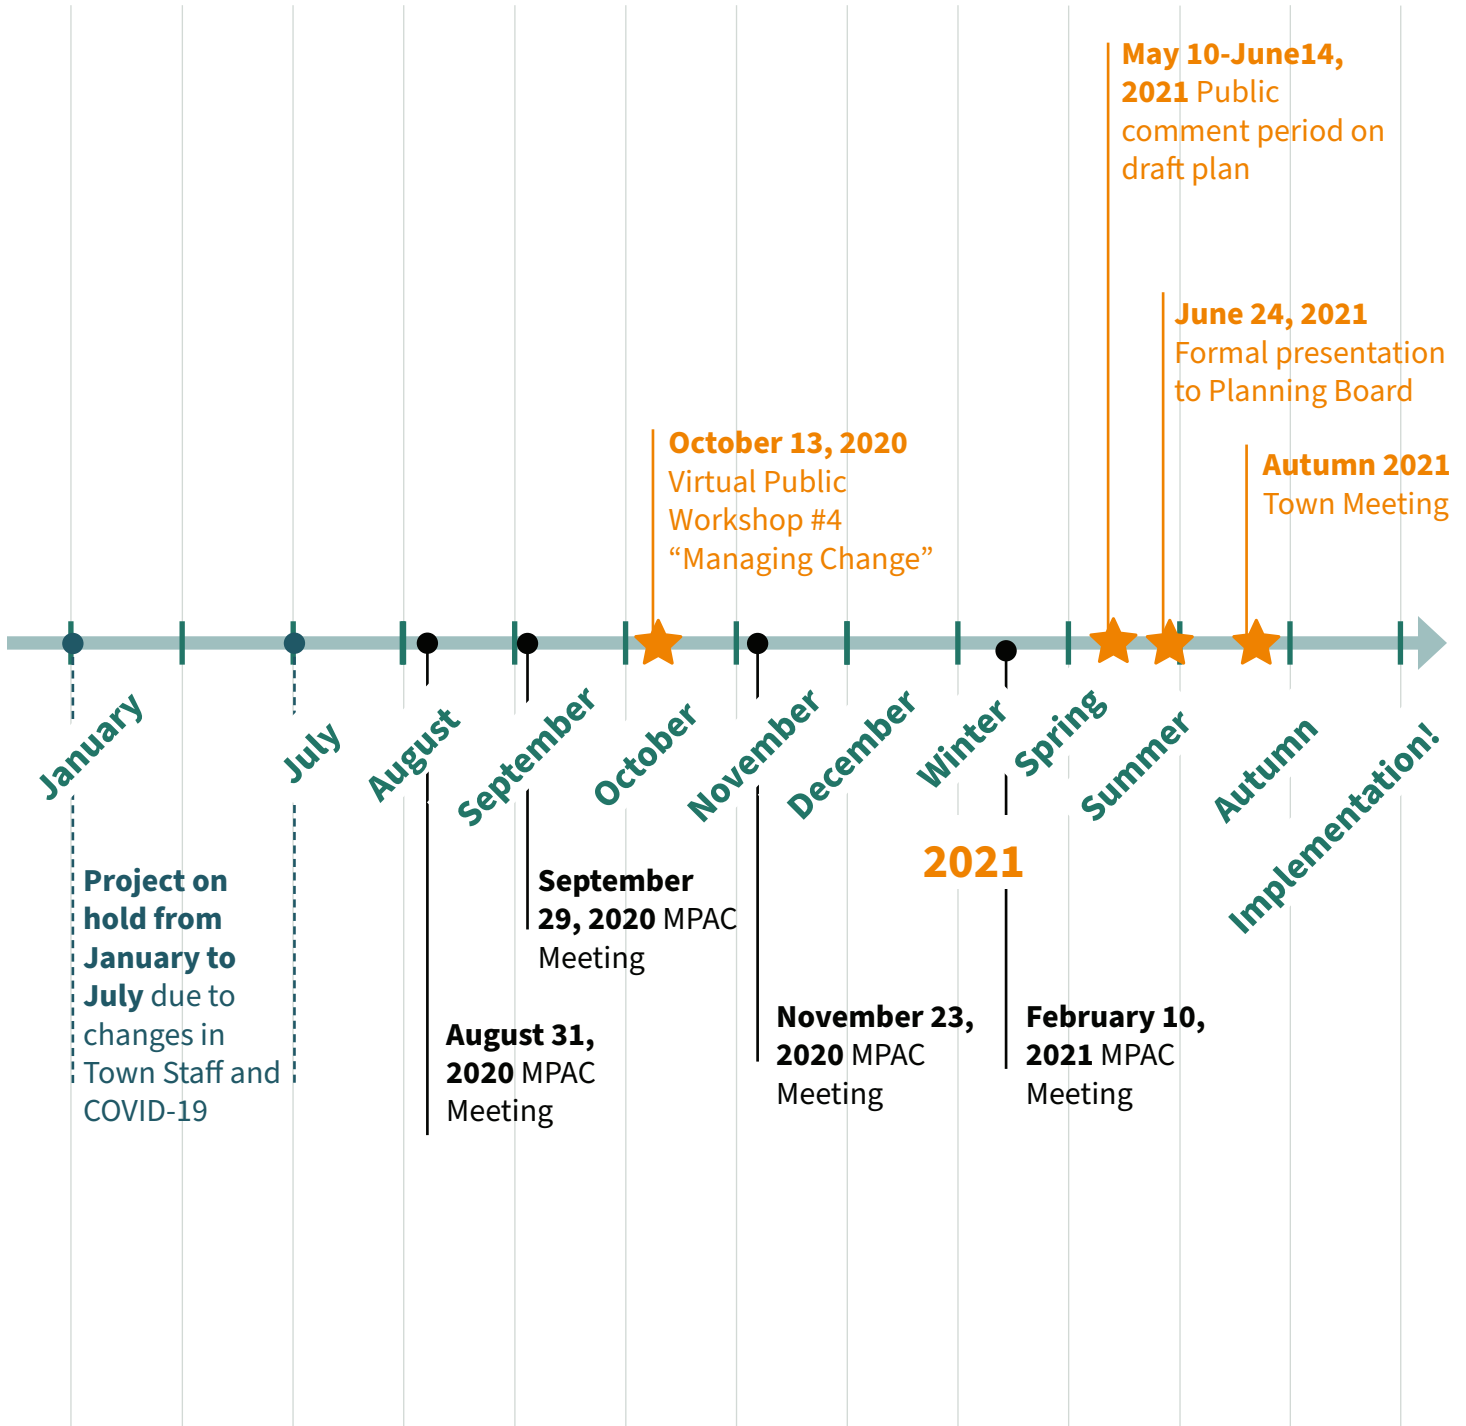 May 10-June14,
2021 Public
comment period on
draft plan
June 24, 2021
Formal presentation
to Planning Board
October 13, 2020
Virtual Public
Workshop #4
“Managing Change”
Autumn 2021
Town Meeting
January
July
August
September
October
November
December
Winter
Spring
Summer
Autumn
Implementation!
2021
Project on
hold from
January to
July due to
changes in
Town Staff and
COVID-19
August 31,
2020 MPAC
Meeting
September
29, 2020 MPAC
Meeting
November 23,
2020 MPAC
Meeting
February 10,
2021 MPAC
Meeting